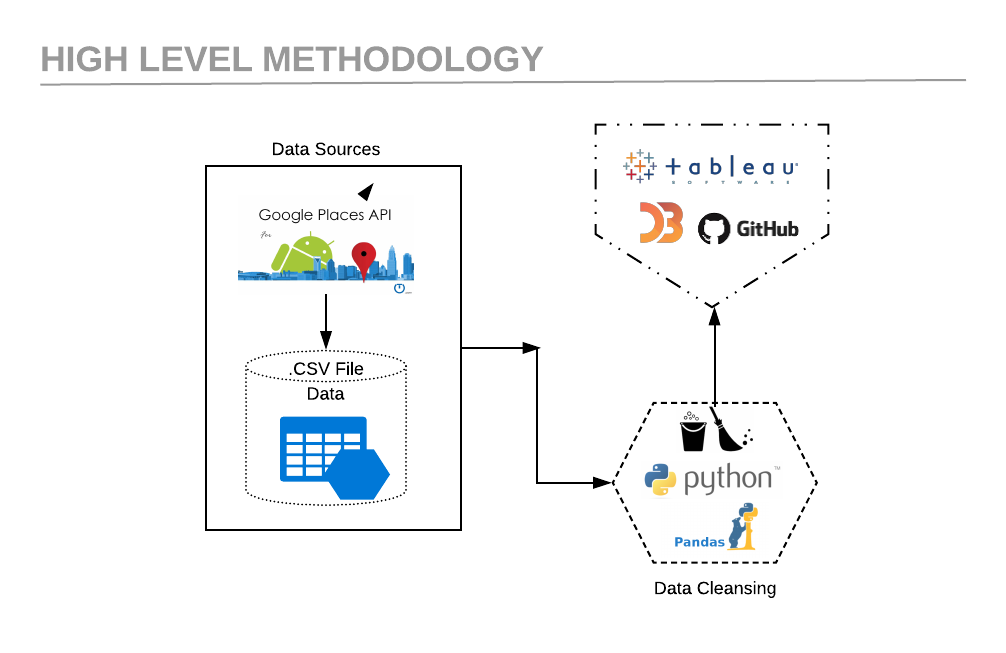 HIGH LEVEL METHODOLOGY
Data Sources
Google Places API
for
.CSV File
Data
tableau
SOFTWARE
D3
GitHub
python™
Pandas
Data Cleansing